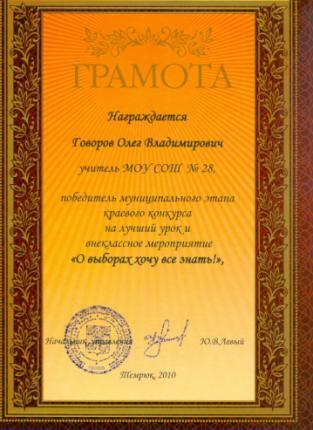 ГРАМОТА
Награждается
Говоров Олег Владимирович
учитель МОУ СОШ № 28,
победитель муниципального этапа
краевого конкурса
на лучший урок и
внеклассное мероприятие
«О выборах хочу все знать!»,
Начальник управления Ю.В.Левый
Темрюк, 2010